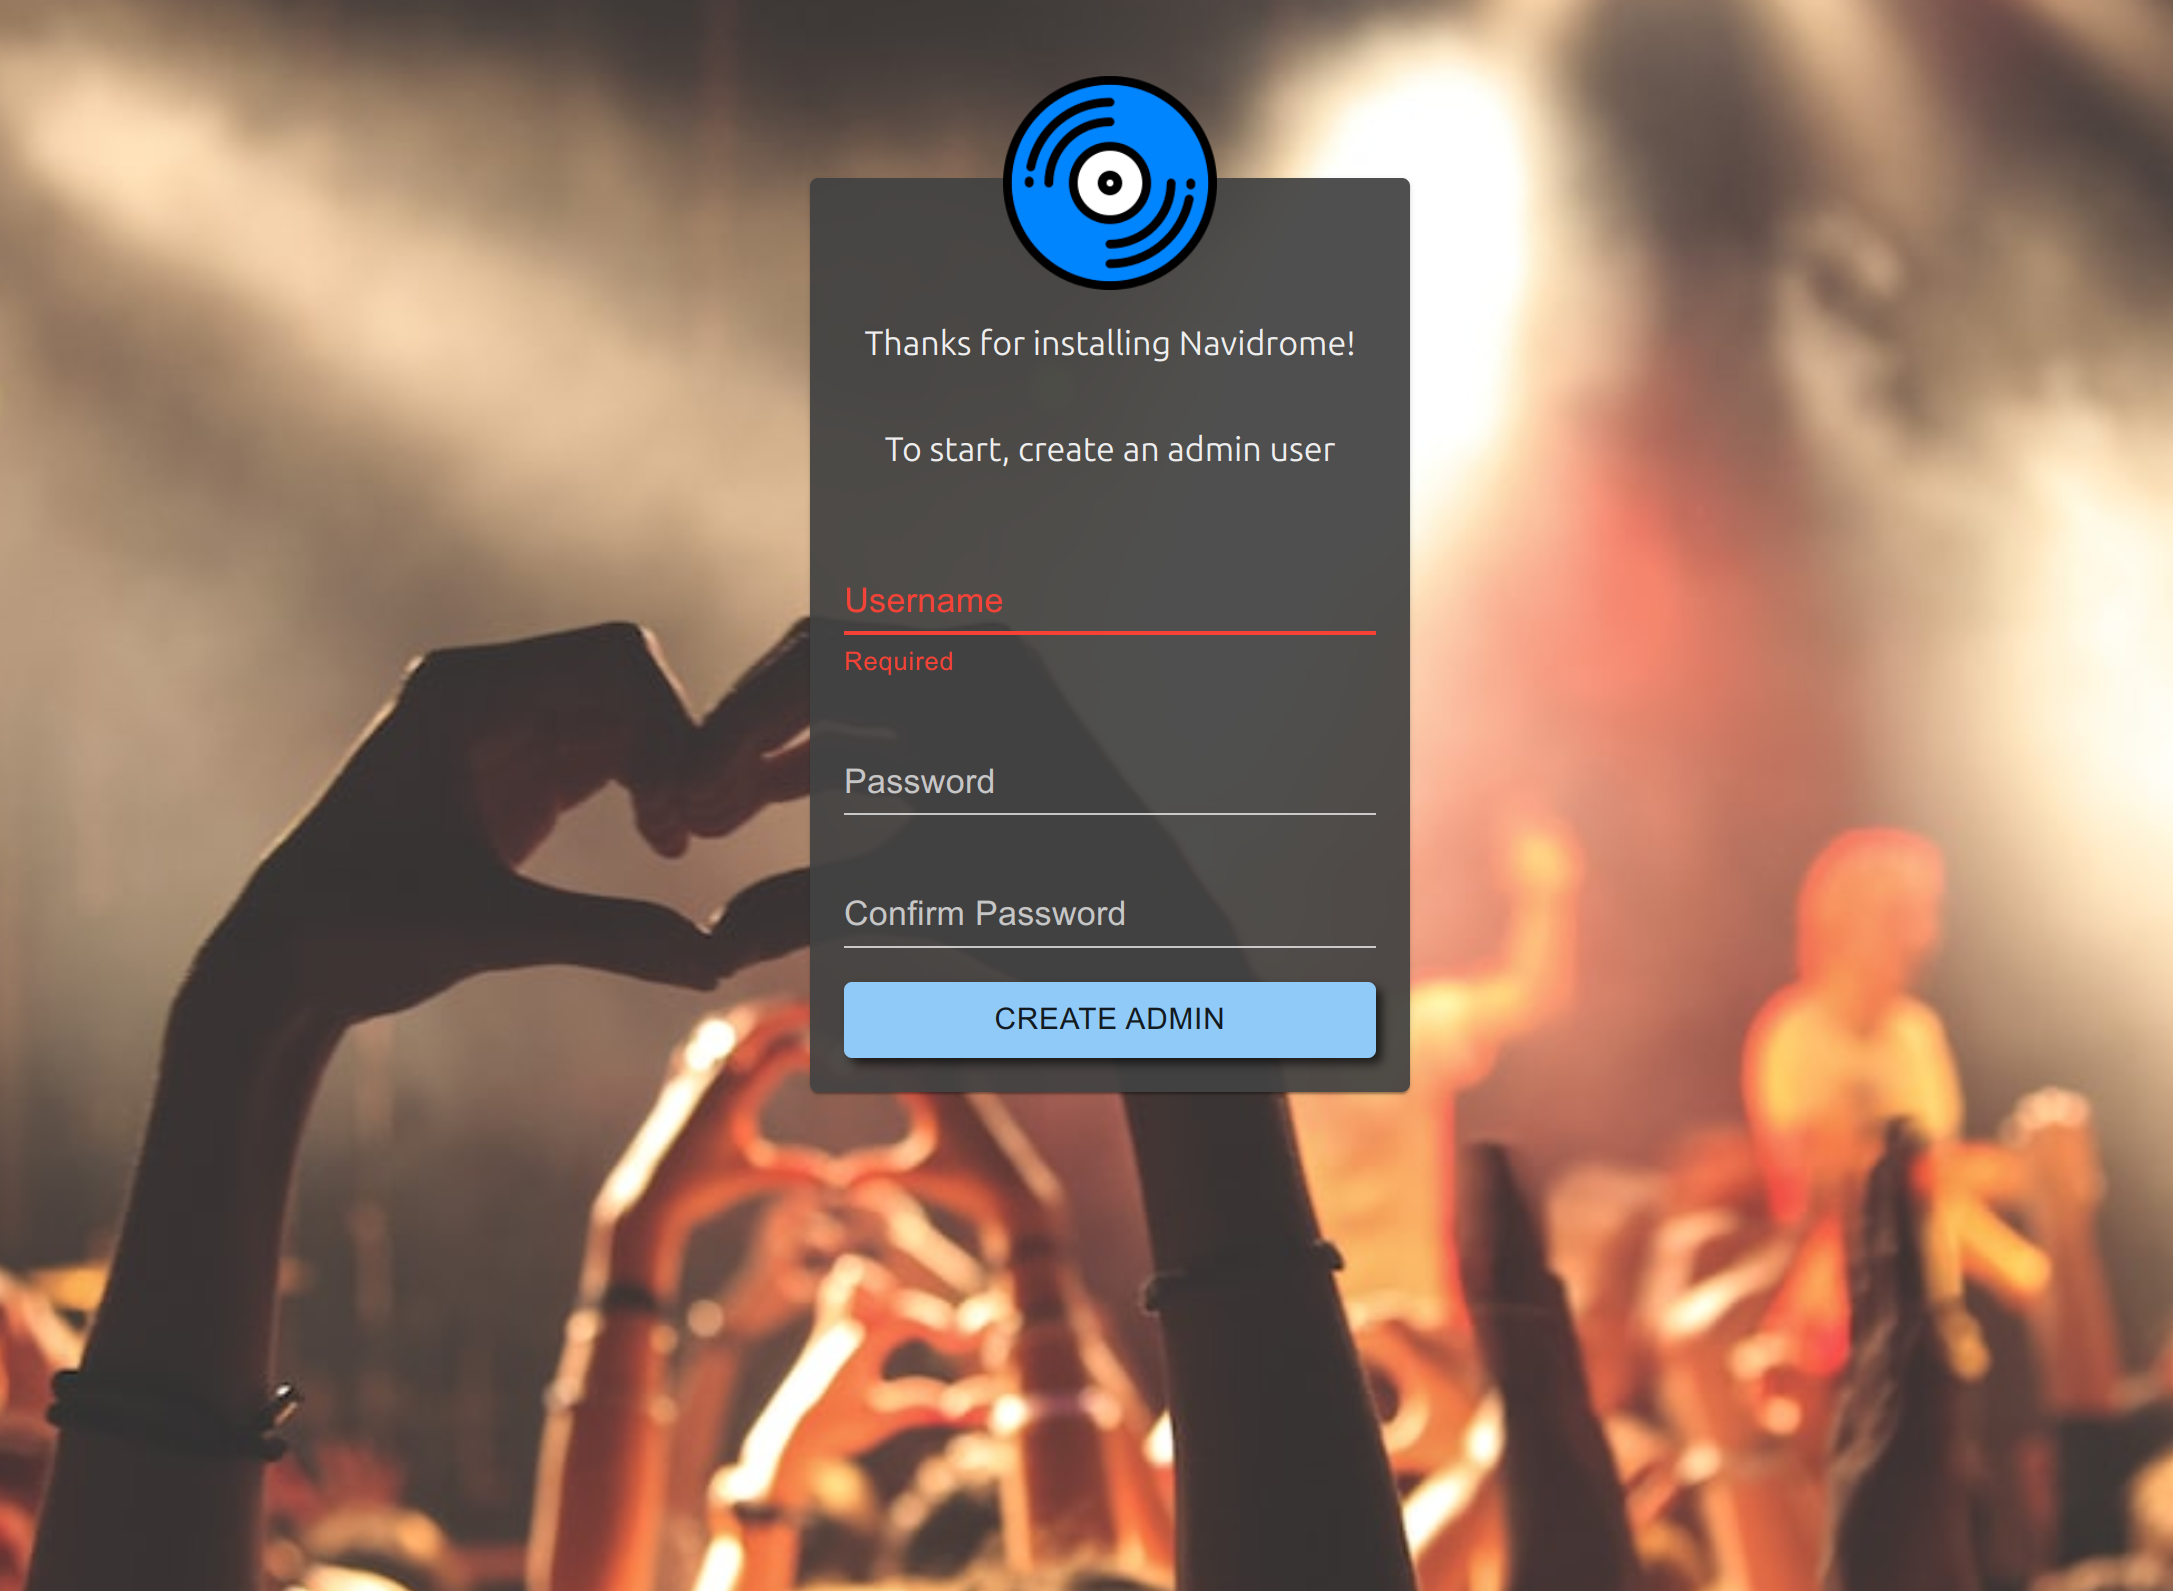 Thanks for installing Navidrome!
To start, create an admin user
Username
Required
Password
Confirm Password
CREATE ADMIN